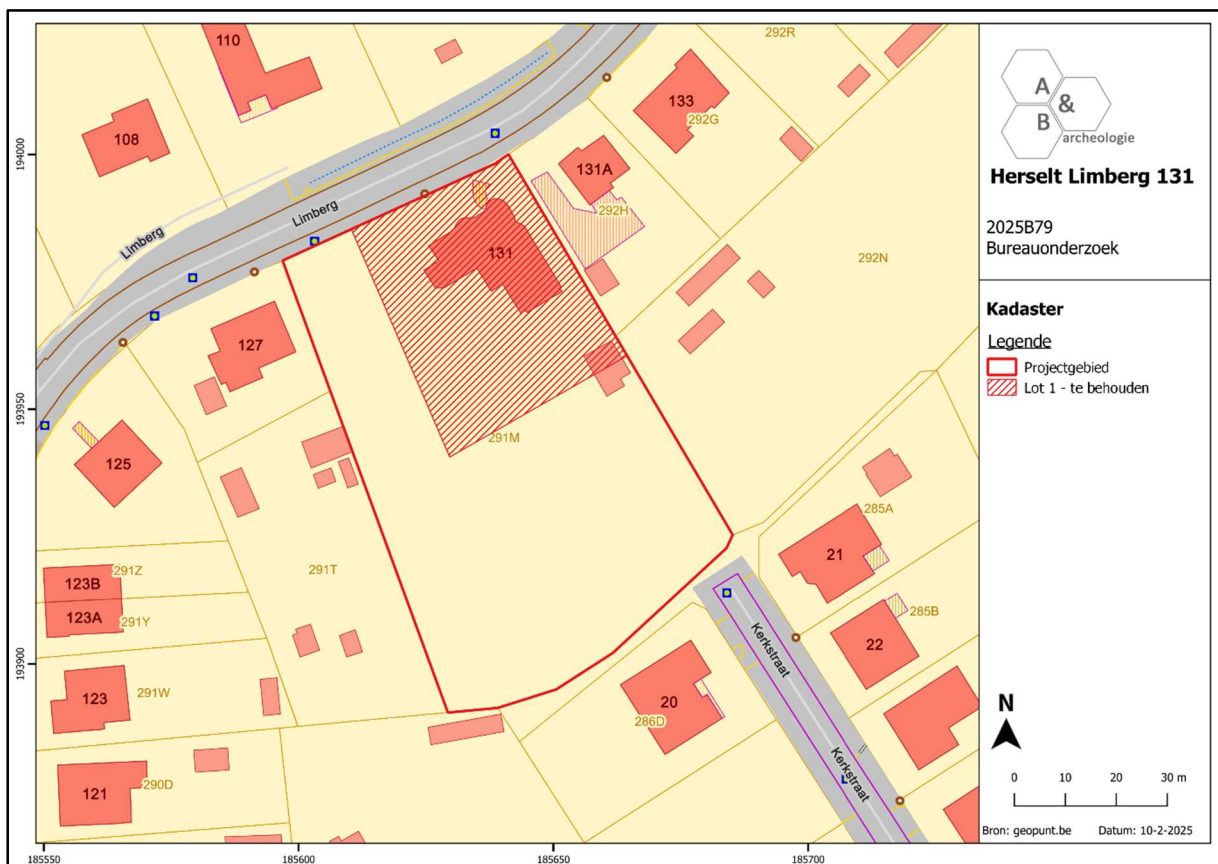 110
292R
108
133
292G
194000
131A
Limberg
292H
Limberg
131
292N
127
193950
291M
125
285A
21
291Z
123B
291T
123A
291Y
285B
Kerkstraat
22
193900
123
291W
20
286D
Kerkstraat
121
290D
185550
185600
185650
185700
A
&
B
archeologie
Herselt Limberg 131
2025B79
Bureauonderzoek
Kadaster
Legende
Projectgebied
Lot 1 - te behouden
N
0 10 20 30 m
Bron: geopunt.be Datum: 10-2-2025